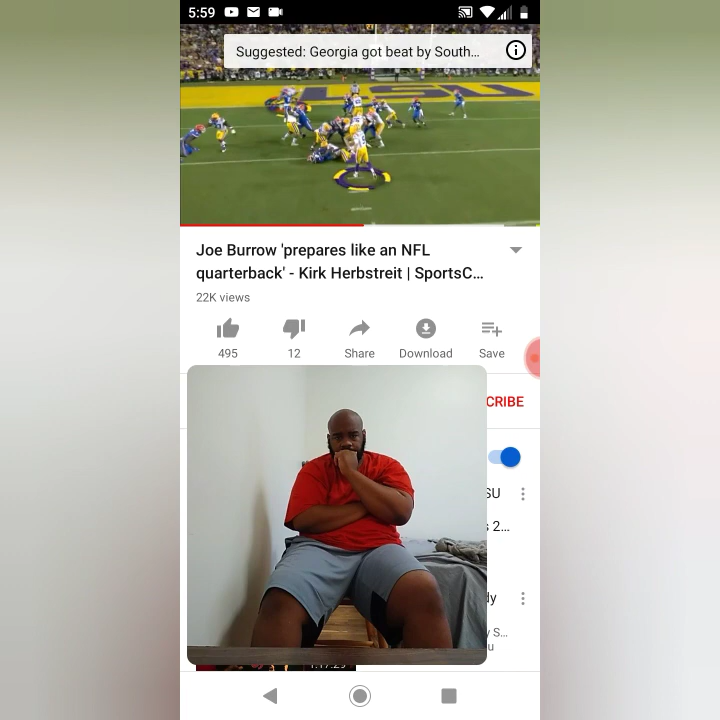 5:59
Suggested: Georgia got beat by South...
LSU
Joe Burrow 'prepares like an NFL
quarterback' - Kirk Herbstreit | SportsC...
22K views
495
12
Share
Download
Save
CRIBE
SU
s 2...
dy
y S...
u
1:17:29